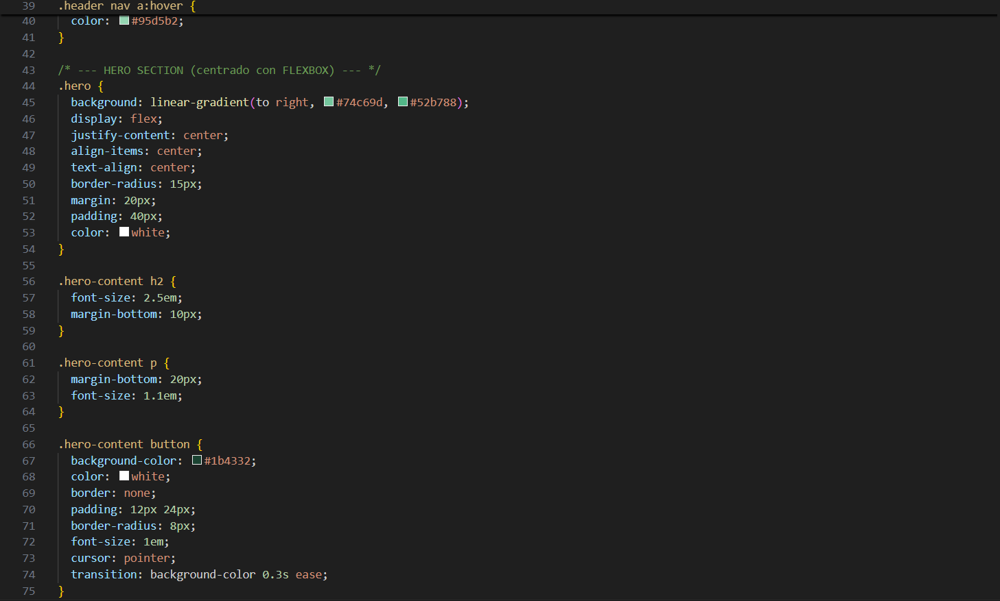 39 .header nav a:hover {
40 color: #95d5b2;
41 }
42
43 /* --- HERO SECTION (centrado con FLEXBOX) --- */
44 .hero {
45 background: linear-gradient(to right, #74c69d, #52b788);
46 display: flex;
47 justify-content: center;
48 align-items: center;
49 text-align: center;
50 border-radius: 15px;
51 margin: 20px;
52 padding: 40px;
53 color: white;
54 }
55
56 .hero-content h2 {
57 font-size: 2.5em;
58 margin-bottom: 10px;
59 }
60
61 .hero-content p {
62 margin-bottom: 20px;
63 font-size: 1.1em;
64 }
65
66 .hero-content button {
67 background-color: #1b4332;
68 color: white;
69 border: none;
70 padding: 12px 24px;
71 border-radius: 8px;
72 font-size: 1em;
73 cursor: pointer;
74 transition: background-color 0.3s ease;
75 }